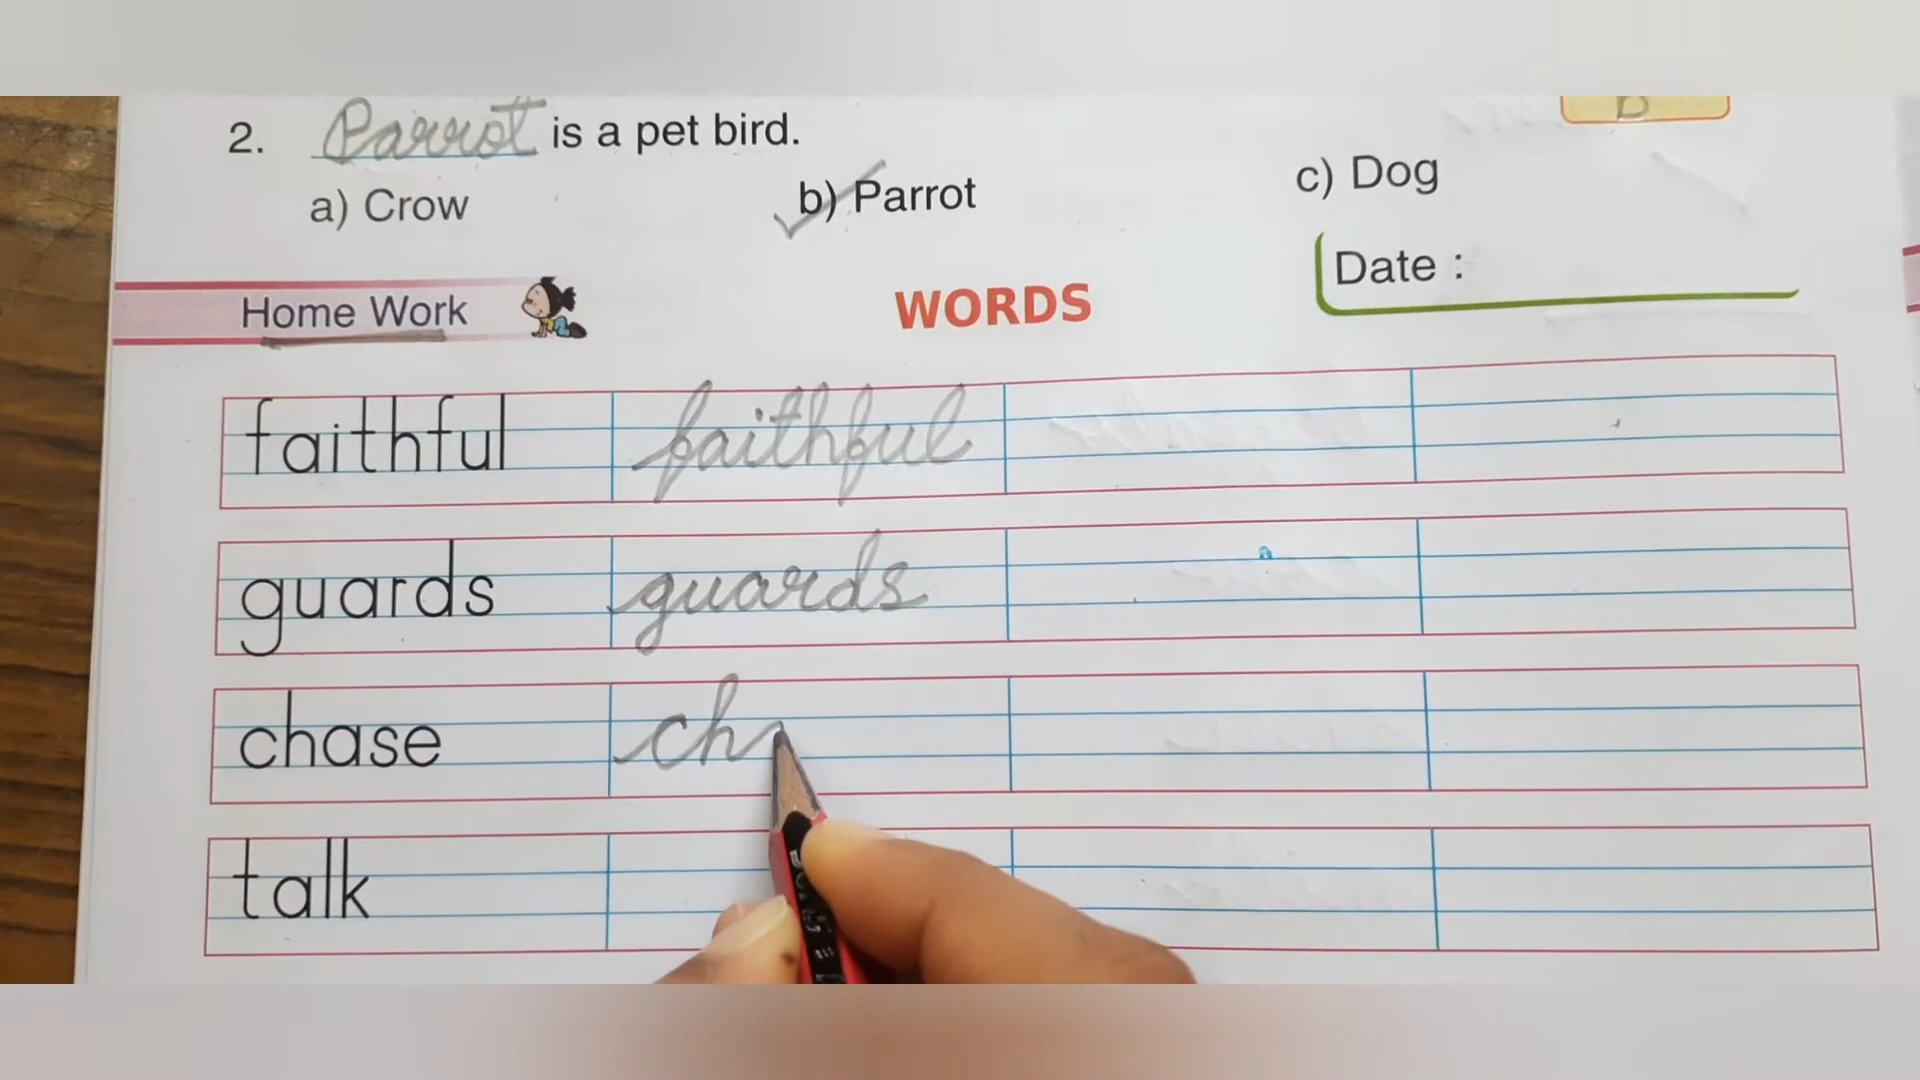 2. Parrot is a pet bird.
a) Crow b) Parrot c) Dog
Date :
Home Work WORDS
faithful faithful
guards guards
chase ch
talk